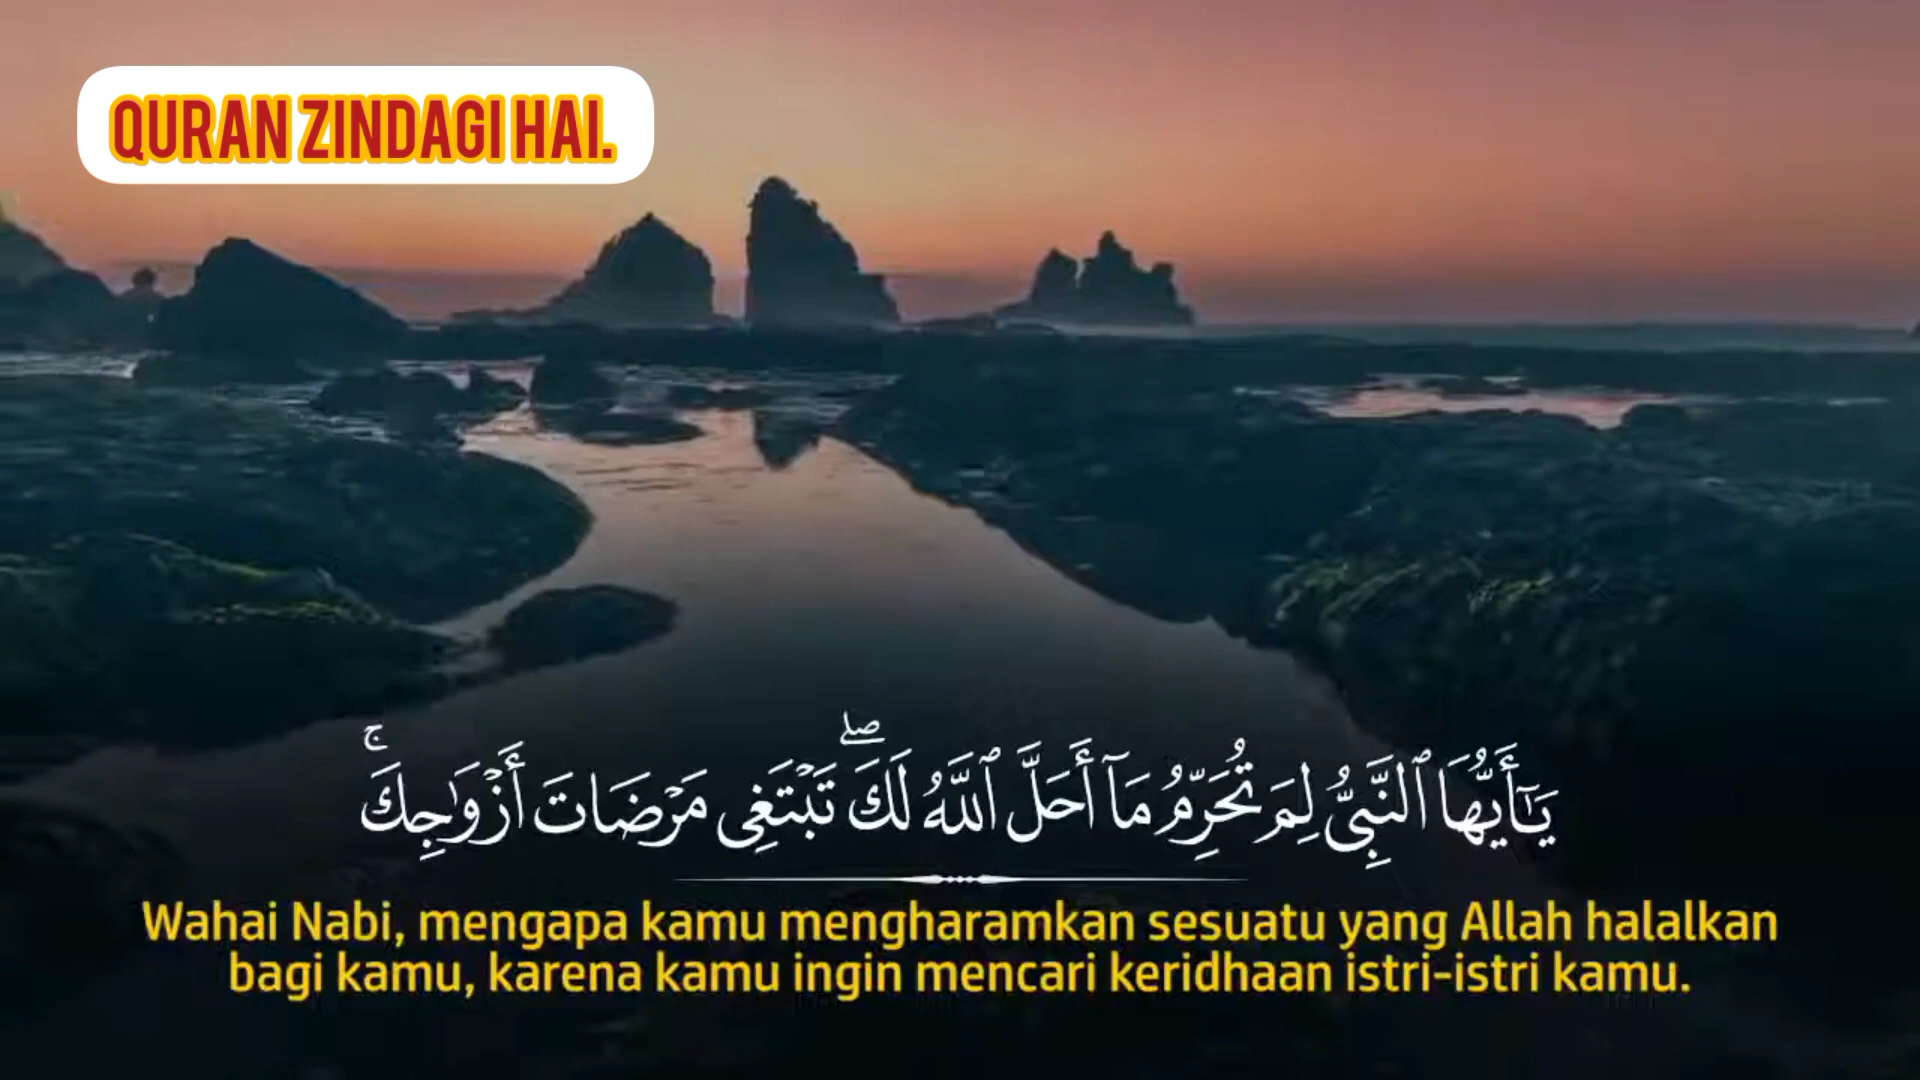 QURAN ZINDAGI HAI.
يَٰٓأَيُّهَا ٱلنَّبِىُّ لِمَ تُحَرِّمُ مَآ أَحَلَّ ٱللَّهُ لَكَ ۖ تَبْتَغِى مَرْضَاتَ أَزْوَٰجِكَ ۚ
Wahai Nabi, mengapa kamu mengharamkan sesuatu yang Allah halalkan
bagi kamu, karena kamu ingin mencari keridhaan istri-istri kamu.